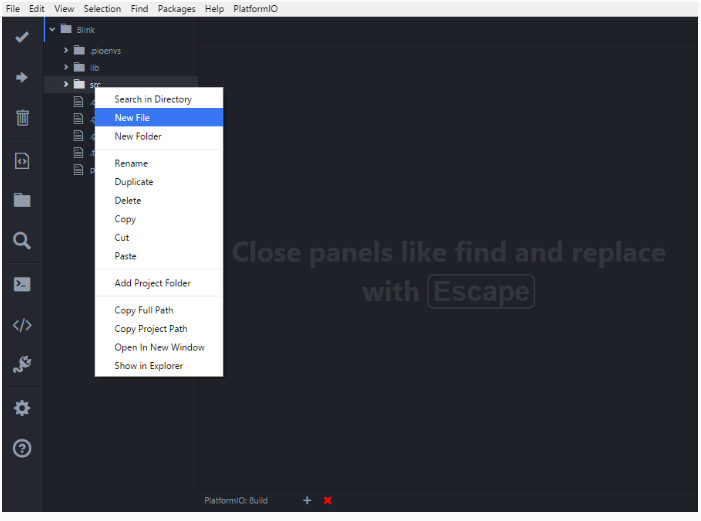 File Edit View Selection Find Packages Help PlatformIO
Blink
.pioenvs
lib
src
Search in Directory
New File
New Folder
Rename
Duplicate
Delete
Copy
Cut
Paste
Add Project Folder
Copy Full Path
Copy Project Path
Open In New Window
Show in Explorer
Close panels like find and replace
with Escape
PlatformIO: Build